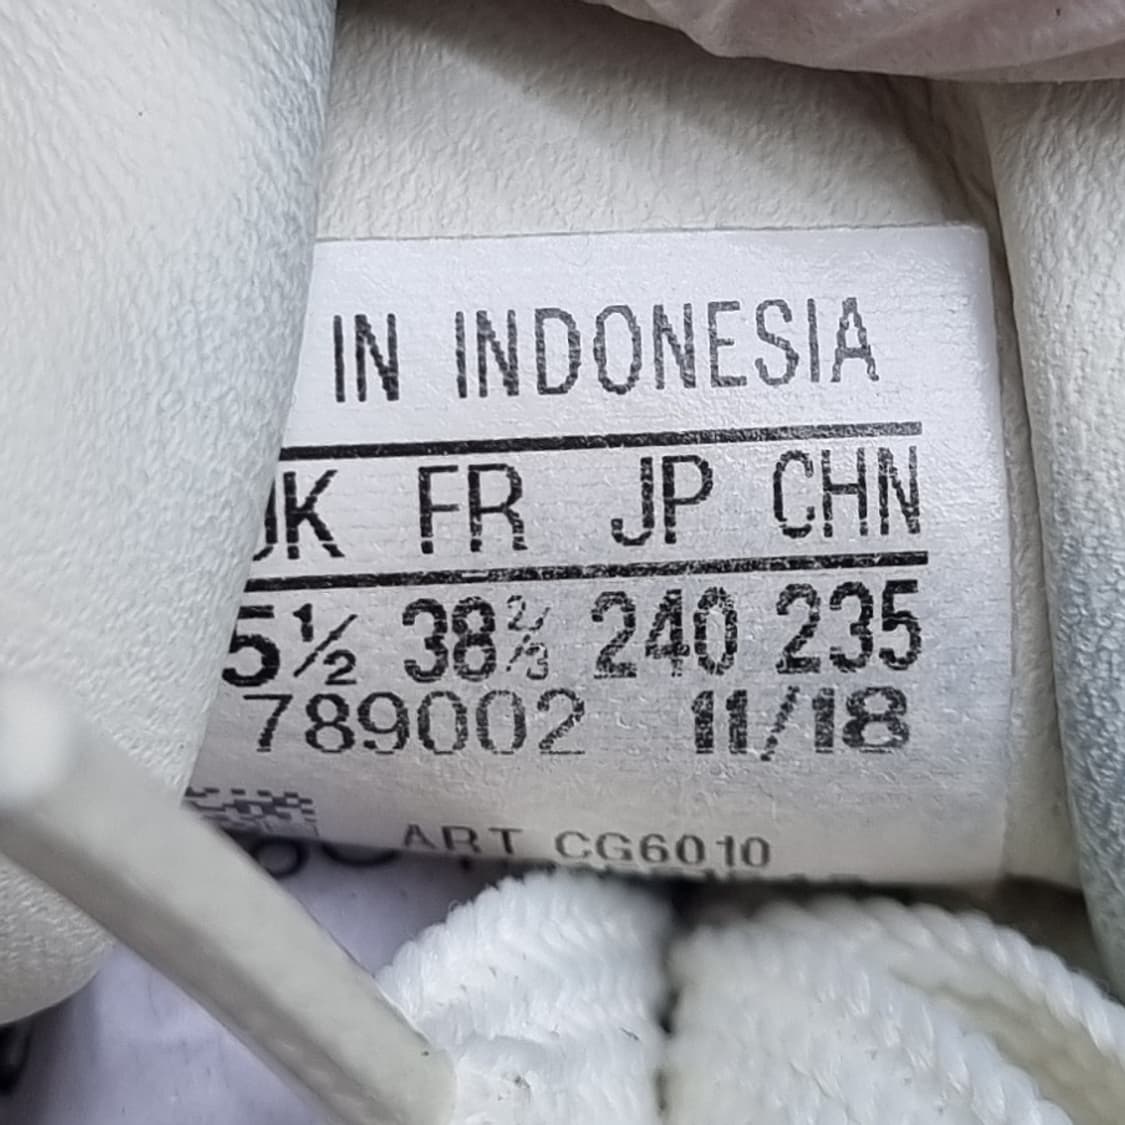 IN INDONESIA
UK FR JP CHN
5½ 38⅔ 240 235
789002 11/18
ART CG6010